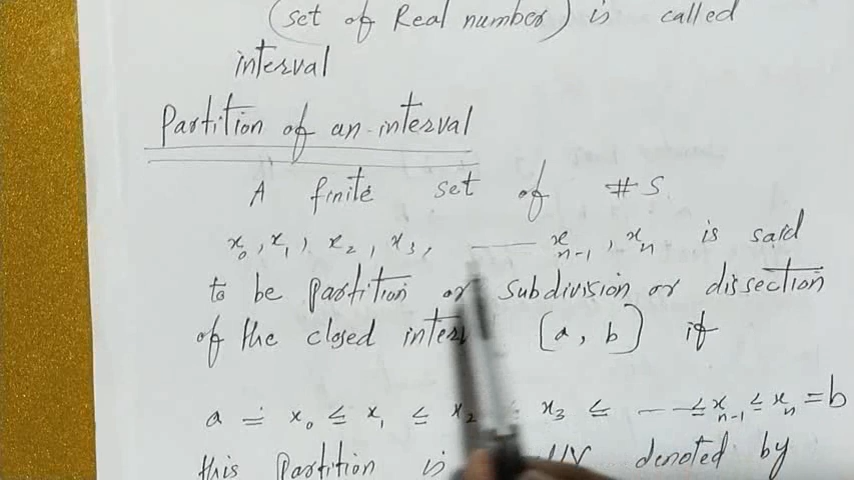 (set of Real number) is called
interval
Partition of an interval
A finite set of #S
x₀, x₁, x₂, x₃, —— xₙ₋₁, xₙ is said
to be partition or subdivision or dissection
of the closed [a, b] if
a = x₀ ≤ x₁ ≤ x₂ ≤ x₃ ≤ —— ≤ xₙ₋₁ ≤ xₙ = b
this Partition is denoted by